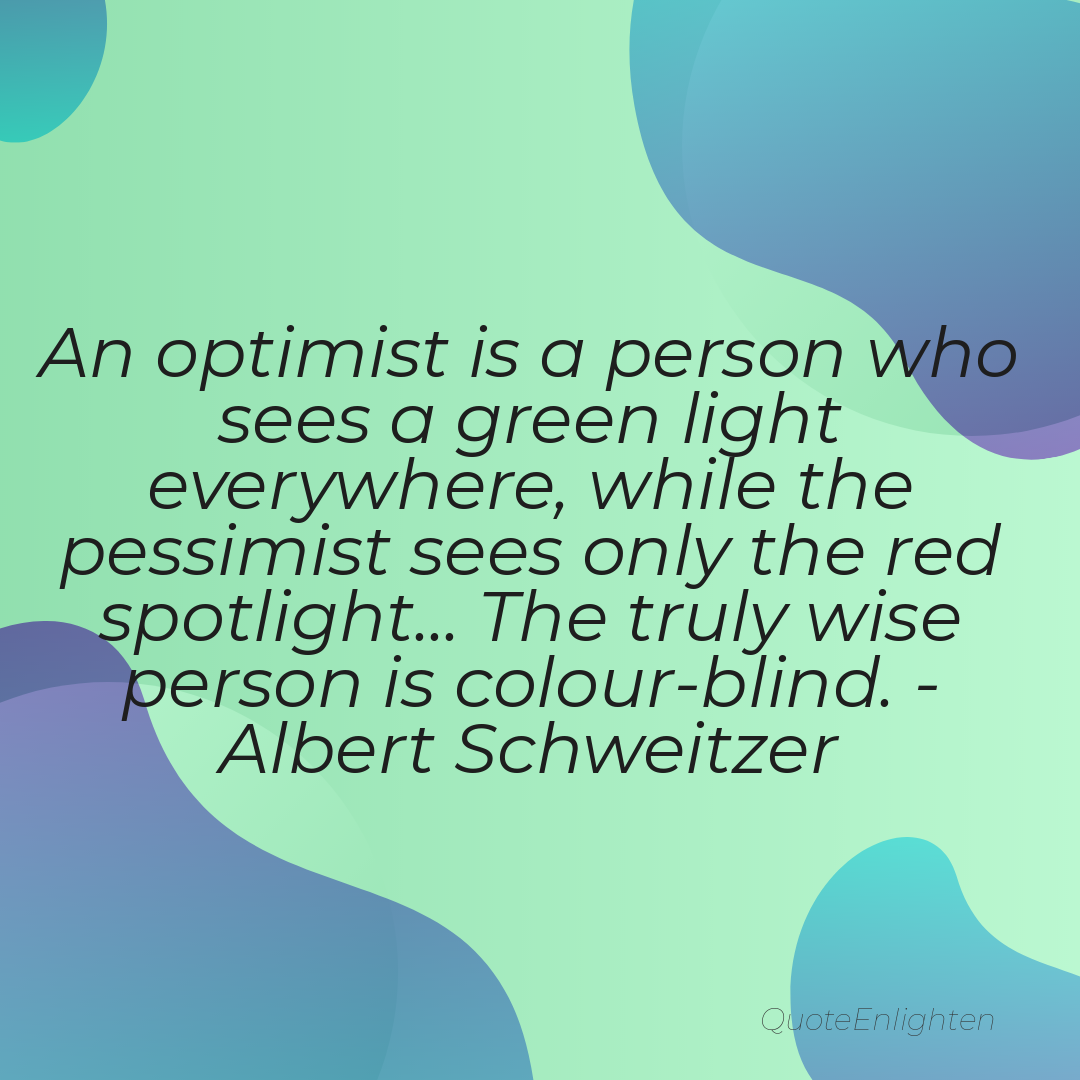 An optimist is a person who
sees a green light
everywhere, while the
pessimist sees only the red
spotlight... The truly wise
person is colour-blind. -
Albert Schweitzer
QuoteEnlighten